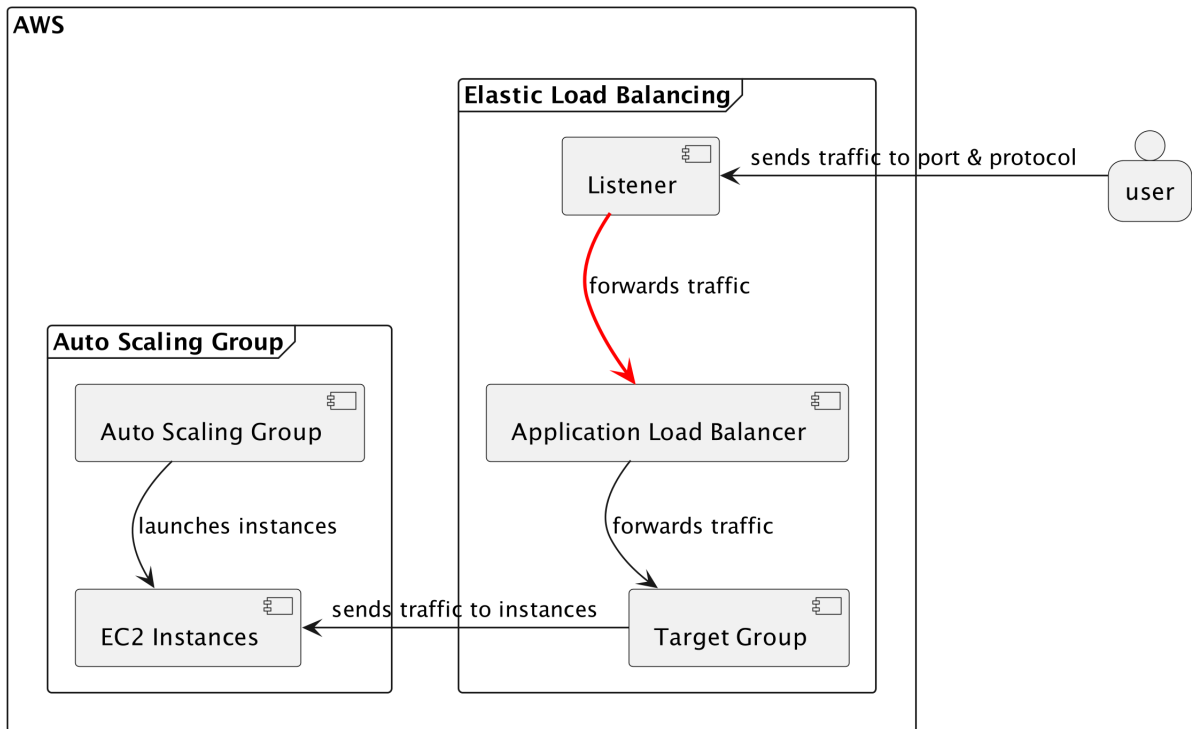 AWS
Elastic Load Balancing
Listener
sends traffic to port & protocol
user
forwards traffic
Auto Scaling Group
Auto Scaling Group
Application Load Balancer
launches instances
forwards traffic
EC2 Instances
sends traffic to instances
Target Group